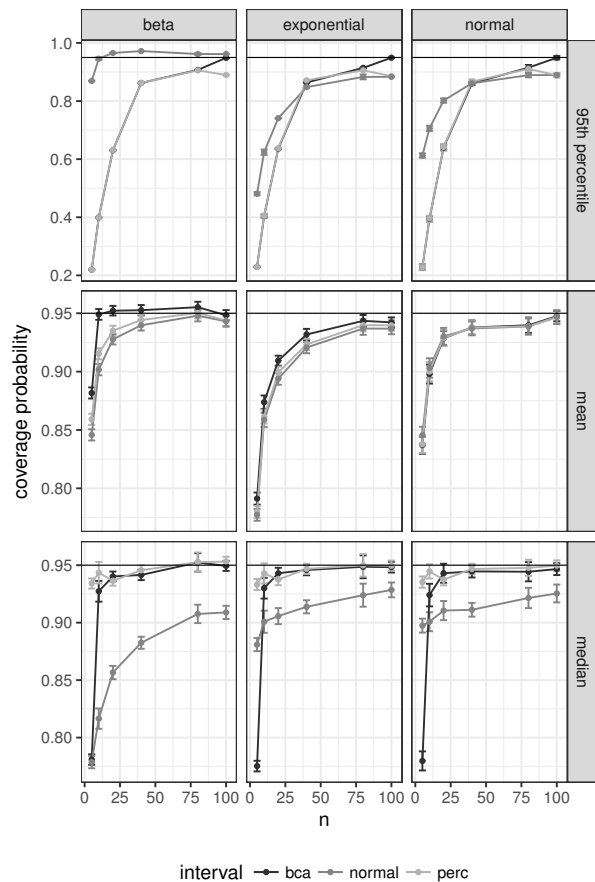 beta exponential normal
1.0
0.8
0.6
0.4
0.2
95th percentile
0.95
0.90
0.85
0.80
mean
coverage probability
0.95
0.90
0.85
0.80
median
0 25 50 75 100 0 25 50 75 100 0 25 50 75 100
n
interval bca normal perc